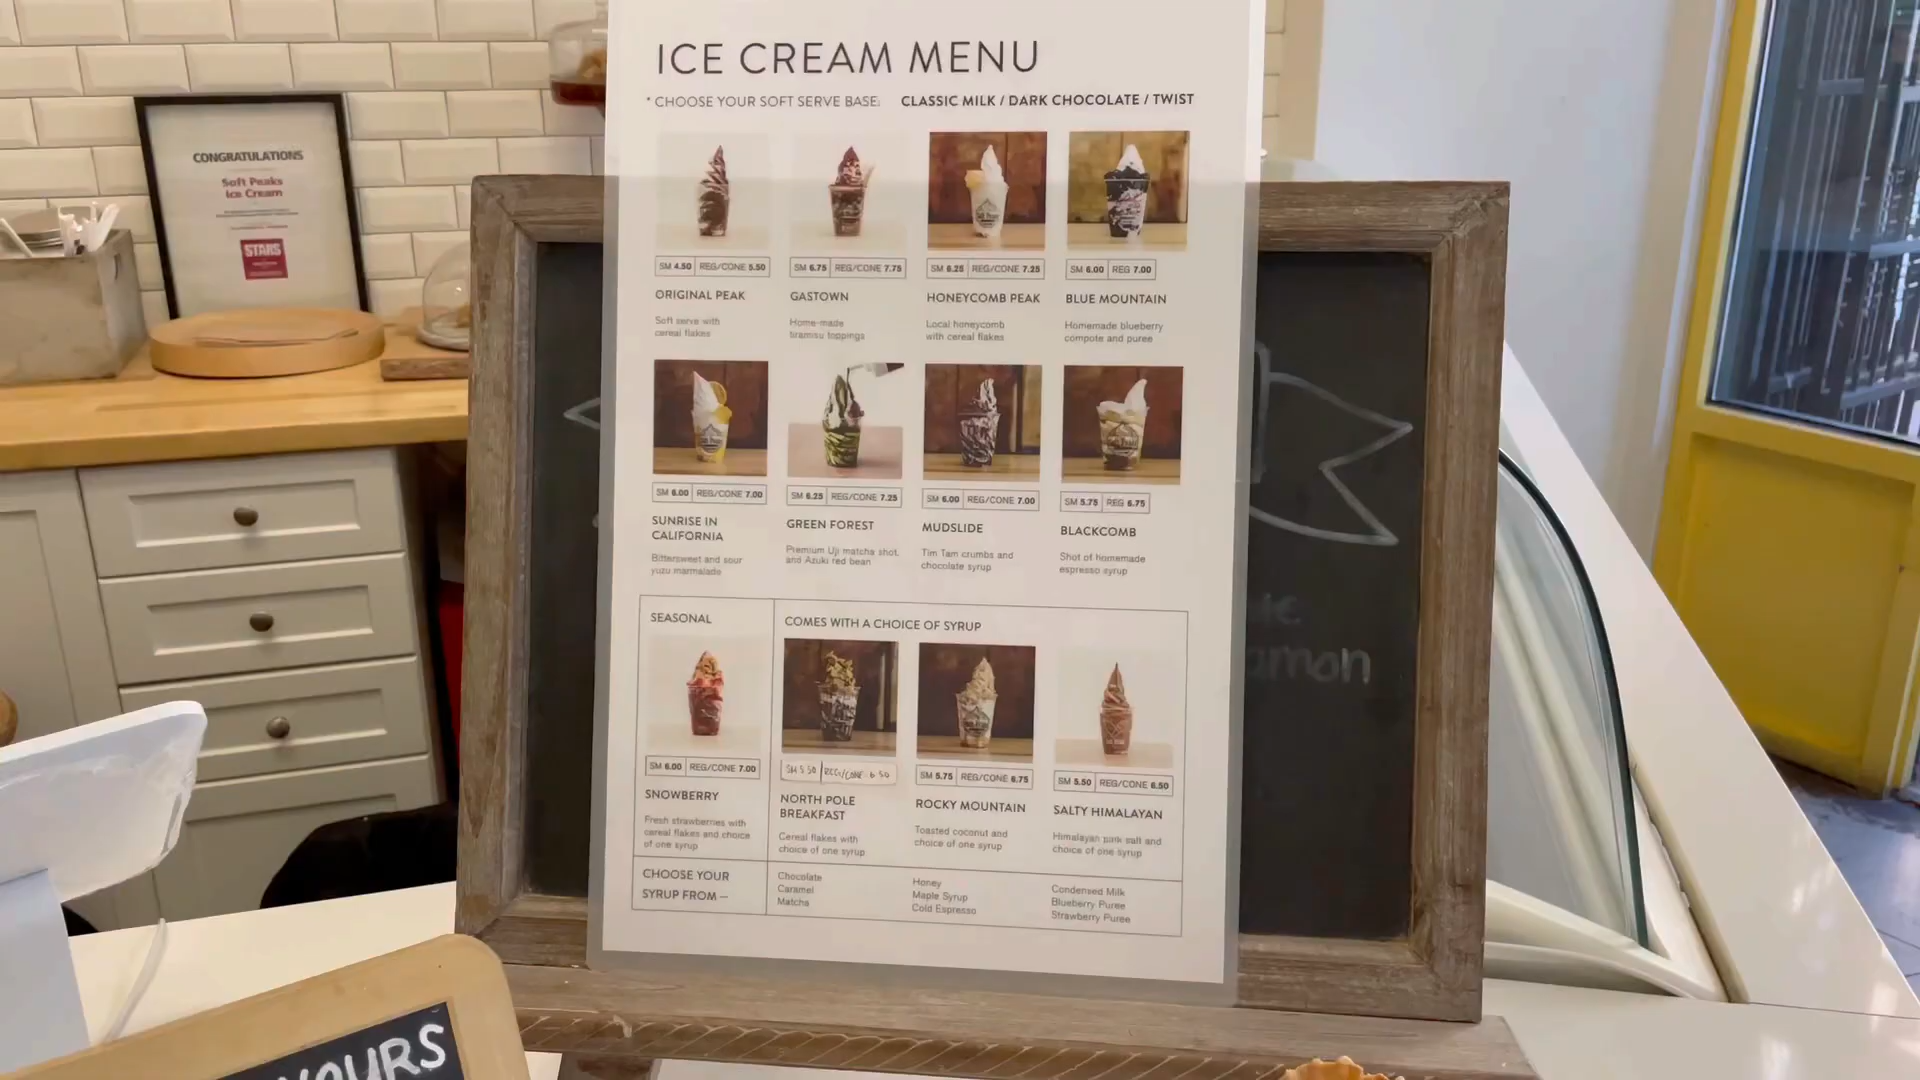 ICE CREAM MENU
* CHOOSE YOUR SOFT SERVE BASE: CLASSIC MILK / DARK CHOCOLATE / TWIST
SM 4.50 REG/CONE 5.50
ORIGINAL PEAK
Soft serve with
cereal flakes
SM 6.75 REG/CONE 7.75
GASTOWN
Home-made
tiramisu toppings
SM 6.25 REG/CONE 7.25
HONEYCOMB PEAK
Local honeycomb
with cereal flakes
SM 6.00 REG 7.00
BLUE MOUNTAIN
Homemade blueberry
compote and puree
SM 6.00 REG/CONE 7.00
SUNRISE IN
CALIFORNIA
Bittersweet and sour
yuzu marmalade
SM 6.25 REG/CONE 7.25
GREEN FOREST
Premium Uji matcha shot,
and Azuki red bean
SM 6.00 REG/CONE 7.00
MUDSLIDE
Tim Tam crumbs and
chocolate syrup
SM 5.75 REG 6.75
BLACKCOMB
Shot of homemade
espresso syrup
SEASONAL
SM 6.00 REG/CONE 7.00
SNOWBERRY
Fresh strawberries with
cereal flakes and choice
of one syrup
COMES WITH A CHOICE OF SYRUP
SM 5.50 REG/CONE 6.50
NORTH POLE
BREAKFAST
Cereal flakes with
choice of one syrup
SM 5.75 REG/CONE 6.75
ROCKY MOUNTAIN
Toasted coconut and
choice of one syrup
SM 5.50 REG/CONE 6.50
SALTY HIMALAYAN
Himalayan pink salt and
choice of one syrup
CHOOSE YOUR
SYRUP FROM —
Chocolate
Caramel
Matcha
Honey
Maple Syrup
Cold Espresso
Condensed Milk
Blueberry Puree
Strawberry Puree
CONGRATULATIONS
Soft Peaks
Ice Cream
STARS